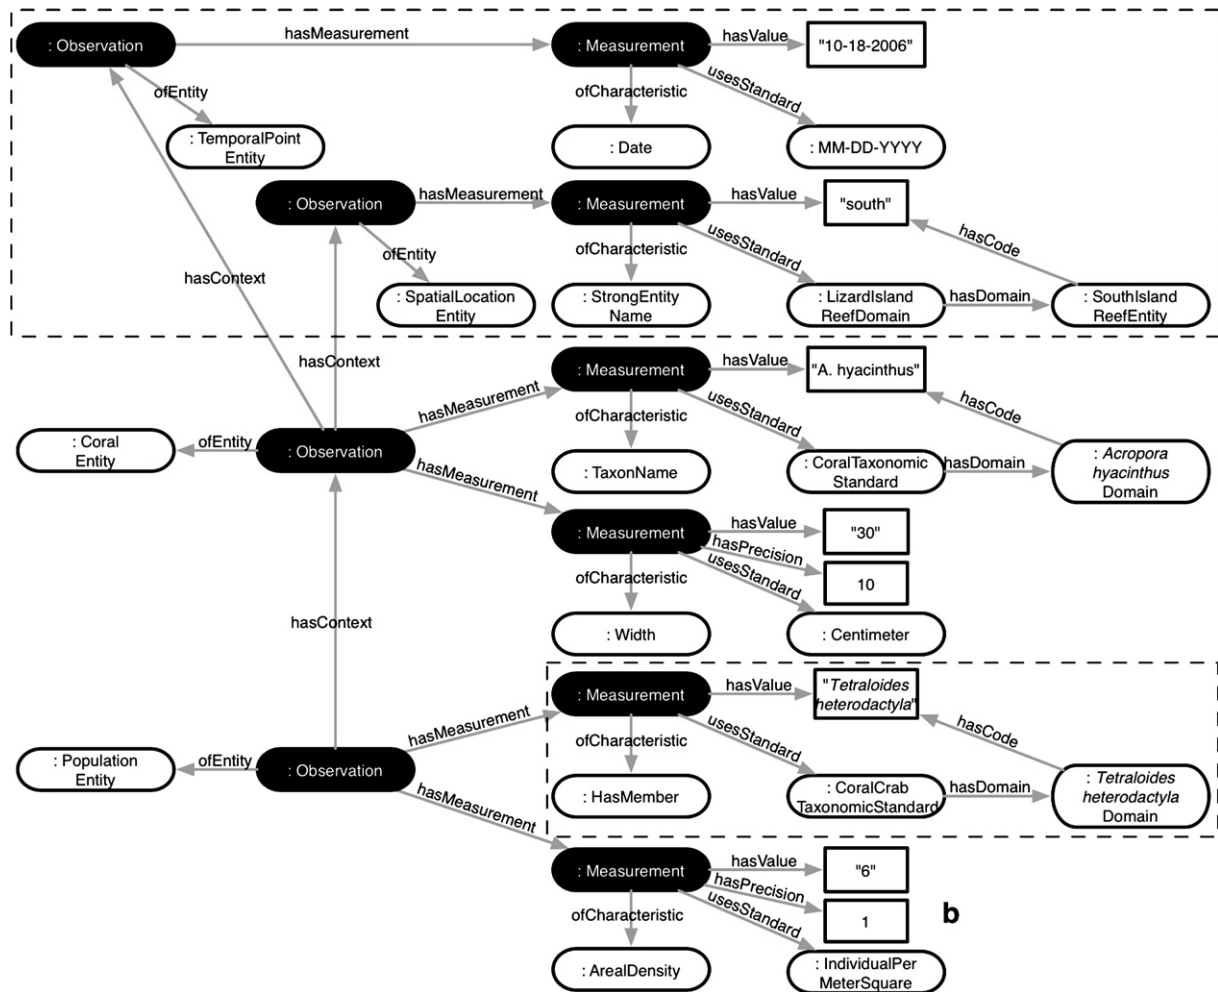 : Observation
hasMeasurement
: Measurement
hasValue
"10-18-2006"
ofEntity
ofCharacteristic
usesStandard
: TemporalPoint
Entity
: Date
: MM-DD-YYYY
: Observation
hasMeasurement
: Measurement
hasValue
"south"
hasContext
ofEntity
ofCharacteristic
usesStandard
hasCode
: SpatialLocation
Entity
: StrongEntity
Name
: LizardIsland
ReefDomain
hasDomain
: SouthIsland
ReefEntity
hasContext
: Measurement
hasValue
"A. hyacinthus"
hasMeasurement
ofCharacteristic
usesStandard
hasCode
: Coral
Entity
ofEntity
: Observation
: TaxonName
: CoralTaxonomic
Standard
hasDomain
: Acropora
hyacinthus
Domain
hasMeasurement
: Measurement
hasValue
"30"
hasPrecision
10
ofCharacteristic
usesStandard
: Width
: Centimeter
hasContext
: Measurement
hasValue
"Tetraloides
heterodactyla"
hasMeasurement
ofCharacteristic
usesStandard
hasCode
: Population
Entity
ofEntity
: Observation
: HasMember
: CoralCrab
TaxonomicStandard
hasDomain
: Tetraloides
heterodactyla
Domain
hasMeasurement
: Measurement
hasValue
"6"
hasPrecision
1
ofCharacteristic
usesStandard
b
: ArealDensity
: IndividualPer
MeterSquare